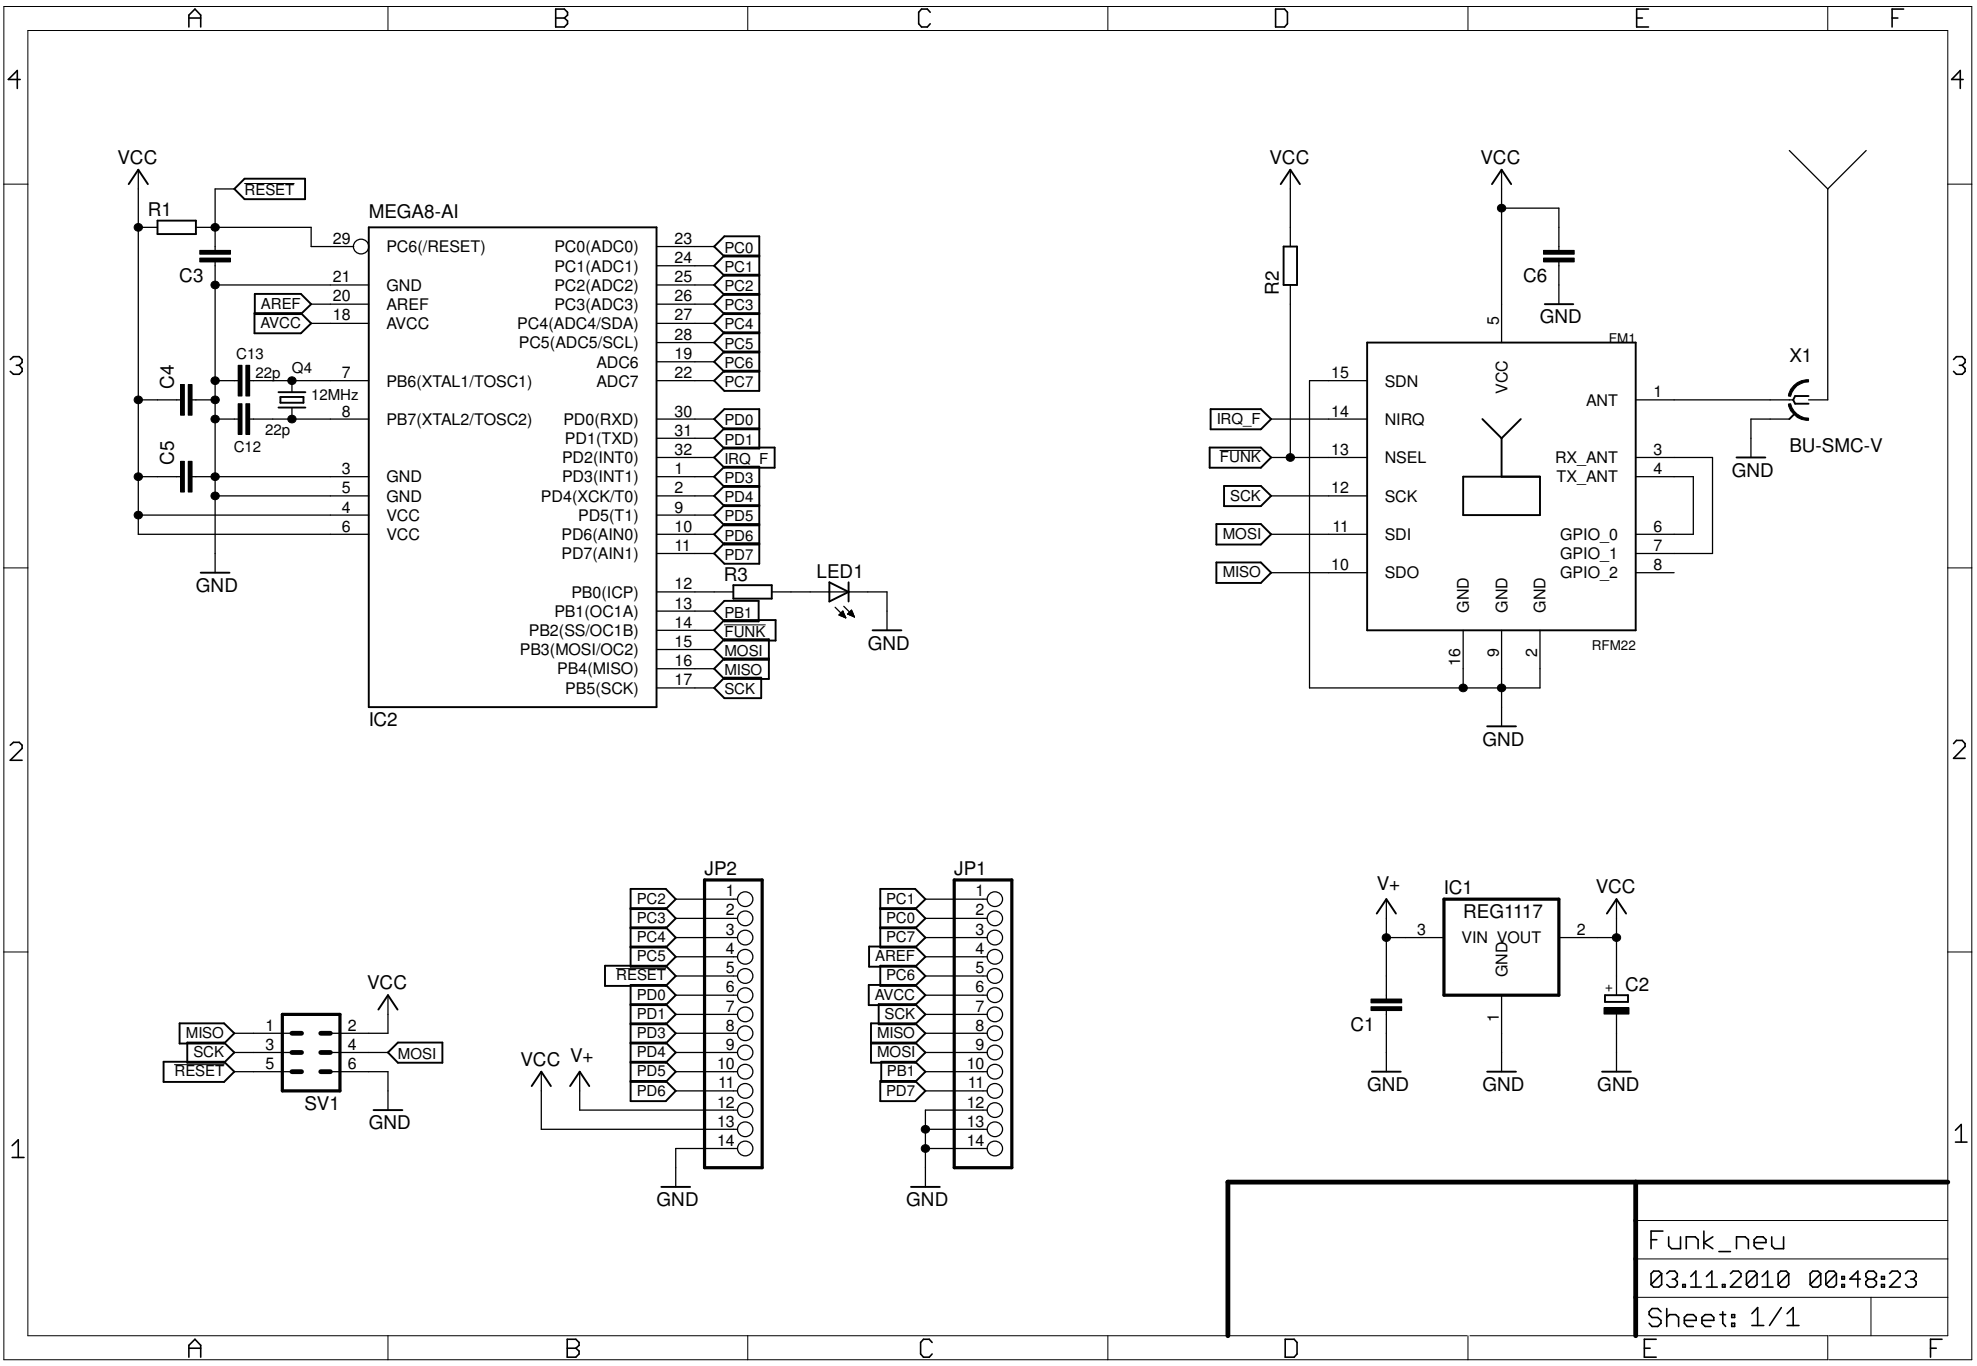 A B C D E F
4 4
VCC
RESET
R1
C3
MEGA8-AI
29 PC6(/RESET)
21 GND
AREF 20 AREF
AVCC 18 AVCC
C13
22p
Q4
7 PB6(XTAL1/TOSC1)
12MHz
C4
8 PB7(XTAL2/TOSC2)
22p
C12
C5
3 GND
5 GND
4 VCC
6 VCC
GND
IC2
PC0(ADC0) 23 PC0
PC1(ADC1) 24 PC1
PC2(ADC2) 25 PC2
PC3(ADC3) 26 PC3
PC4(ADC4/SDA) 27 PC4
PC5(ADC5/SCL) 28 PC5
ADC6 19 PC6
ADC7 22 PC7
PD0(RXD) 30 PD0
PD1(TXD) 31 PD1
PD2(INT0) 32 IRQ_F
PD3(INT1) 1 PD3
PD4(XCK/T0) 2 PD4
PD5(T1) 9 PD5
PD6(AIN0) 10 PD6
PD7(AIN1) 11 PD7
PB0(ICP) 12 R3 LED1
PB1(OC1A) 13 PB1
PB2(SS/OC1B) 14 FUNK
PB3(MOSI/OC2) 15 MOSI
PB4(MISO) 16 MISO
PB5(SCK) 17 SCK
GND
VCC
R2
VCC
C6
GND
5
VCC
FM1
15 SDN
IRQ_F 14 NIRQ
FUNK 13 NSEL
SCK 12 SCK
MOSI 11 SDI
MISO 10 SDO
ANT 1
RX_ANT 3
TX_ANT 4
GPIO_0 6
GPIO_1 7
GPIO_2 8
GND GND GND
16 9 2
RFM22
GND
X1
BU-SMC-V
GND
3 3
2 2
JP2
PC2 1
PC3 2
PC4 3
PC5 4
RESET 5
PD0 6
PD1 7
PD3 8
PD4 9
PD5 10
PD6 11
VCC V+
12
13
14
GND
JP1
PC1 1
PC0 2
PC7 3
AREF 4
PC6 5
AVCC 6
SCK 7
MISO 8
MOSI 9
PB1 10
PD7 11
12
13
14
GND
VCC
MISO 1 2
SCK 3 4 MOSI
RESET 5 6
SV1
GND
V+
IC1
VCC
REG1117
3 VIN VOUT 2
GND
1
C1
+ C2
GND GND GND
1 1
Funk_neu
03.11.2010 00:48:23
Sheet: 1/1
A B C D E F